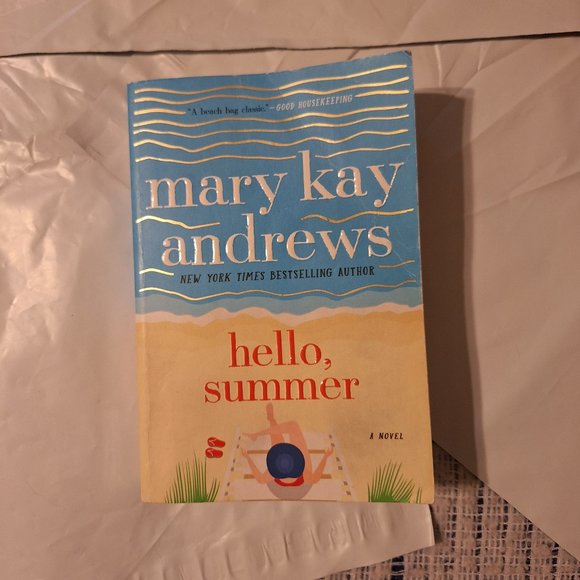 "A beach bag classic."—GOOD HOUSEKEEPING
mary kay
andrews
NEW YORK TIMES BESTSELLING AUTHOR
hello,
summer
A NOVEL